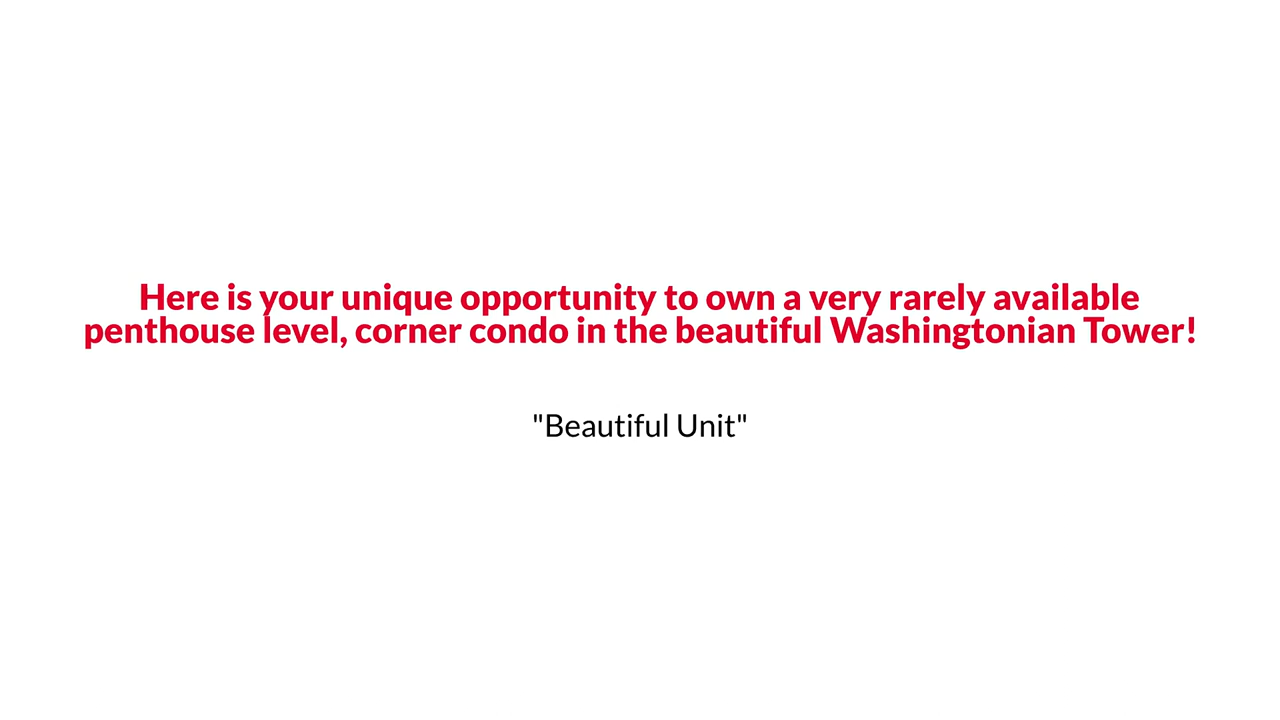 Here is your unique opportunity to own a very rarely available
penthouse level, corner condo in the beautiful Washingtonian Tower!
"Beautiful Unit"